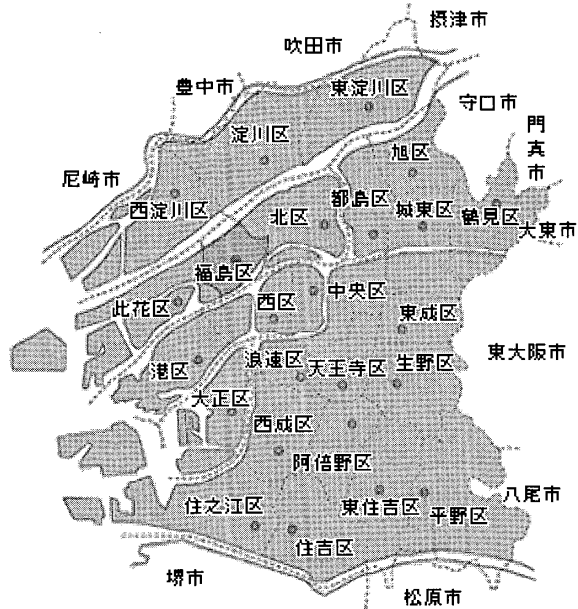 摂津市
吹田市
豊中市
東淀川区
守口市
淀川区
門真市
旭区
尼崎市
西淀川区
都島区
北区
城東区
鶴見区
大東市
福島区
中央区
此花区
西区
東成区
浪速区
東大阪市
港区
天王寺区
生野区
大正区
西成区
阿倍野区
住之江区
東住吉区
八尾市
平野区
住吉区
堺市
松原市